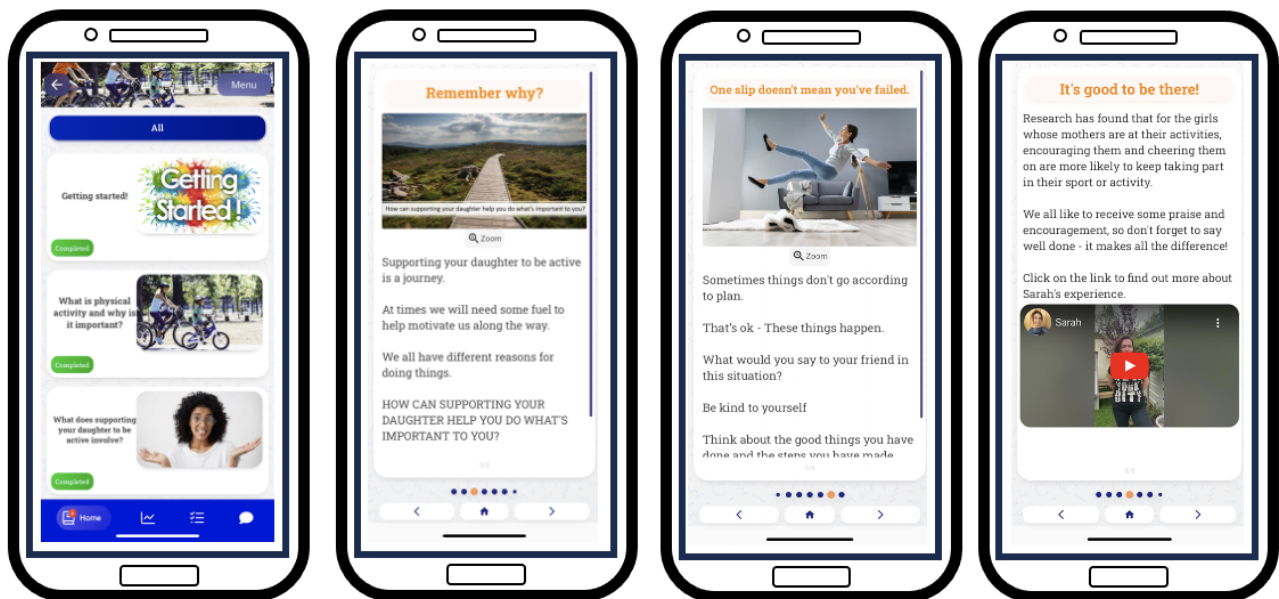 Menu
All
Getting started!
Getting
Started!
Completed
What is physical
activity and why is
it important?
Completed
What does supporting
your daughter to be
active involve?
Completed
Home
Remember why?
How can supporting your daughter help you do what's important to you?
Zoom
Supporting your daughter to be active
is a journey.
At times we will need some fuel to
help motivate us along the way.
We all have different reasons for
doing things.
HOW CAN SUPPORTING YOUR
DAUGHTER HELP YOU DO WHAT'S
IMPORTANT TO YOU?
One slip doesn't mean you've failed.
Zoom
Sometimes things don't go according
to plan.
That's ok - These things happen.
What would you say to your friend in
this situation?
Be kind to yourself
Think about the good things you have
done and the steps you have made
It's good to be there!
Research has found that for the girls
whose mothers are at their activities,
encouraging them and cheering them
on are more likely to keep taking part
in their sport or activity.
We all like to receive some praise and
encouragement, so don't forget to say
well done - it makes all the difference!
Click on the link to find out more about
Sarah's experience.
Sarah